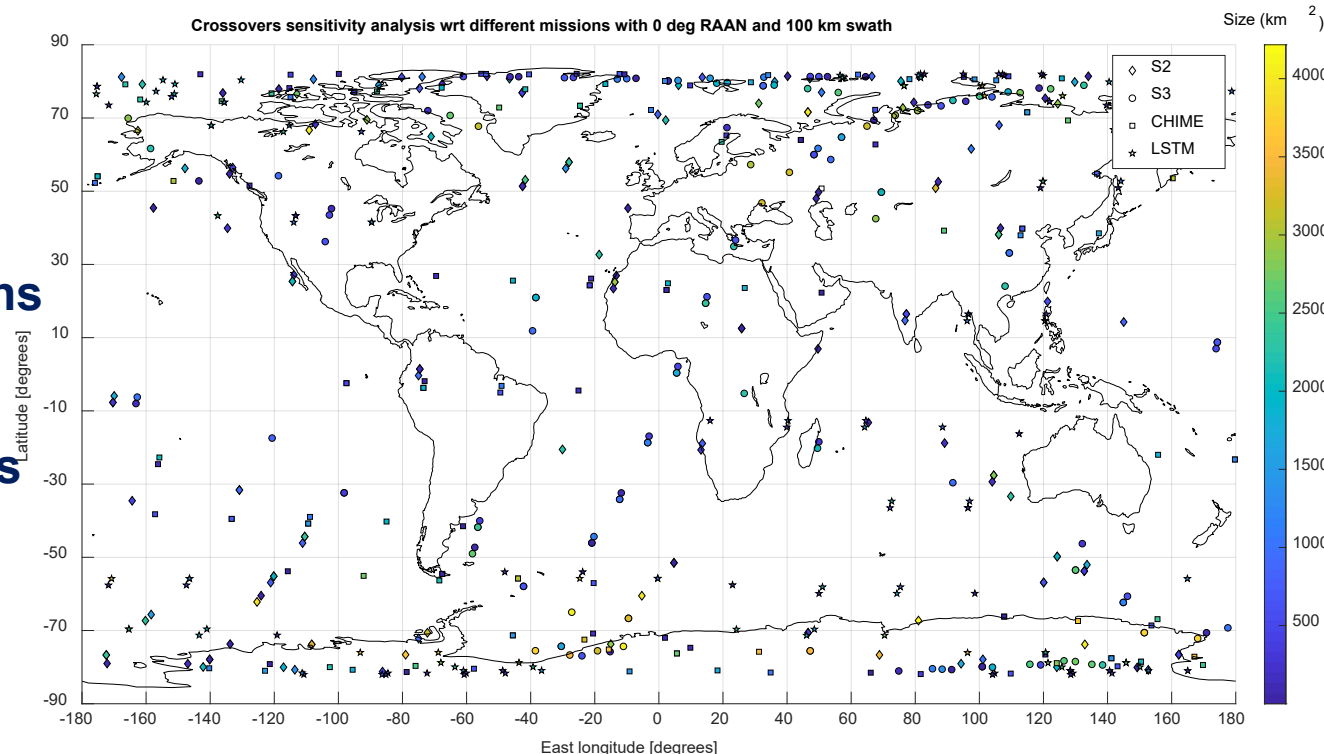 Crossovers sensitivity analysis wrt different missions with 0 deg RAAN and 100 km swath
Size (km 2)
90
70
50
30
10
-10
-30
-50
-70
-90
Latitude [degrees]
ns
s
S2
S3
CHIME
LSTM
4000
3500
3000
2500
2000
1500
1000
500
-180 -160 -140 -120 -100 -80 -60 -40 -20 0 20 40 60 80 100 120 140 160 180
East longitude [degrees]